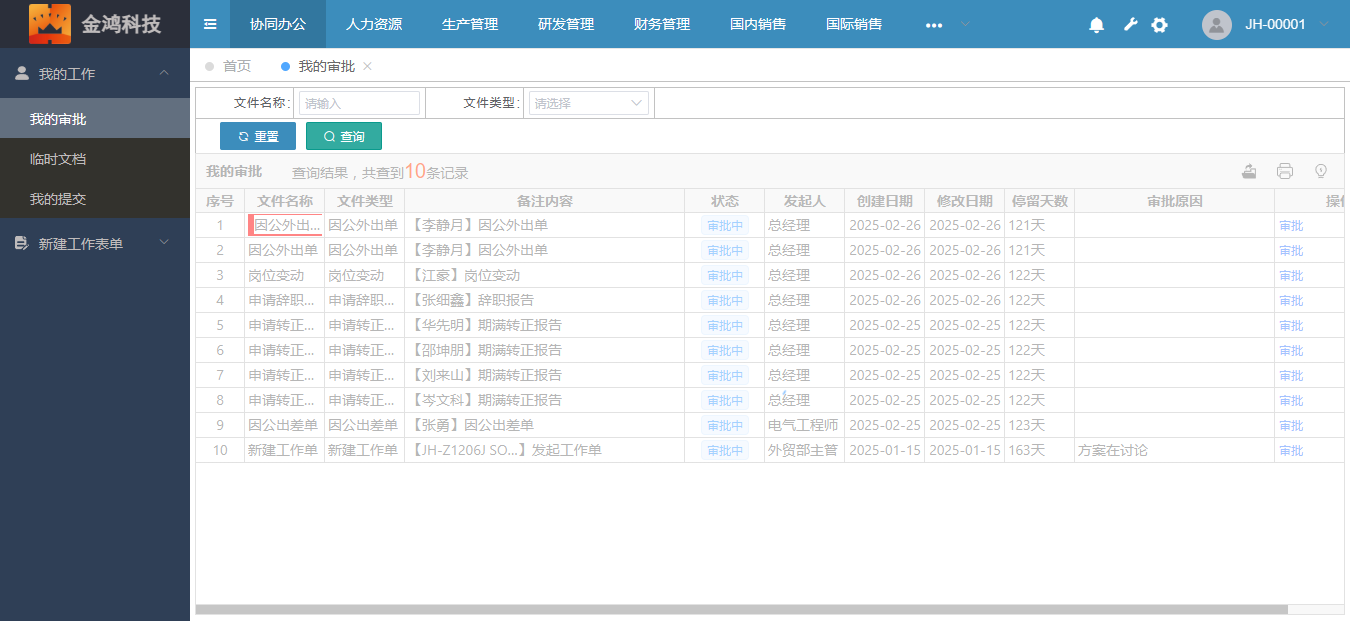 金鸿科技
协同办公 人力资源 生产管理 研发管理 财务管理 国内销售 国际销售 ••• JH-00001
我的工作
我的审批
临时文档
我的提交
新建工作表单
首页 我的审批
文件名称: 请输入 文件类型: 请选择
重置 查询
我的审批 查询结果，共查到10条记录
序号 文件名称 文件类型 备注内容 状态 发起人 创建日期 修改日期 停留天数 审批原因
1 因公外出... 因公外出单 【李静月】因公外出单 审批中 总经理 2025-02-26 2025-02-26 121天 审批
2 因公外出单 因公外出单 【李静月】因公外出单 审批中 总经理 2025-02-26 2025-02-26 121天 审批
3 岗位变动 岗位变动 【江豪】岗位变动 审批中 总经理 2025-02-26 2025-02-26 122天 审批
4 申请辞职... 申请辞职... 【张细鑫】辞职报告 审批中 总经理 2025-02-26 2025-02-26 122天 审批
5 申请转正... 申请转正... 【华先明】期满转正报告 审批中 总经理 2025-02-25 2025-02-25 122天 审批
6 申请转正... 申请转正... 【邵坤朋】期满转正报告 审批中 总经理 2025-02-25 2025-02-25 122天 审批
7 申请转正... 申请转正... 【刘来山】期满转正报告 审批中 总经理 2025-02-25 2025-02-25 122天 审批
8 申请转正... 申请转正... 【岑文科】期满转正报告 审批中 总经理 2025-02-25 2025-02-25 122天 审批
9 因公出差单 因公出差单 【张勇】因公出差单 审批中 电气工程师 2025-02-25 2025-02-25 123天 审批
10 新建工作单 新建工作单 【JH-Z1206J SO...】发起工作单 审批中 外贸部主管 2025-01-15 2025-01-15 163天 方案在讨论 审批